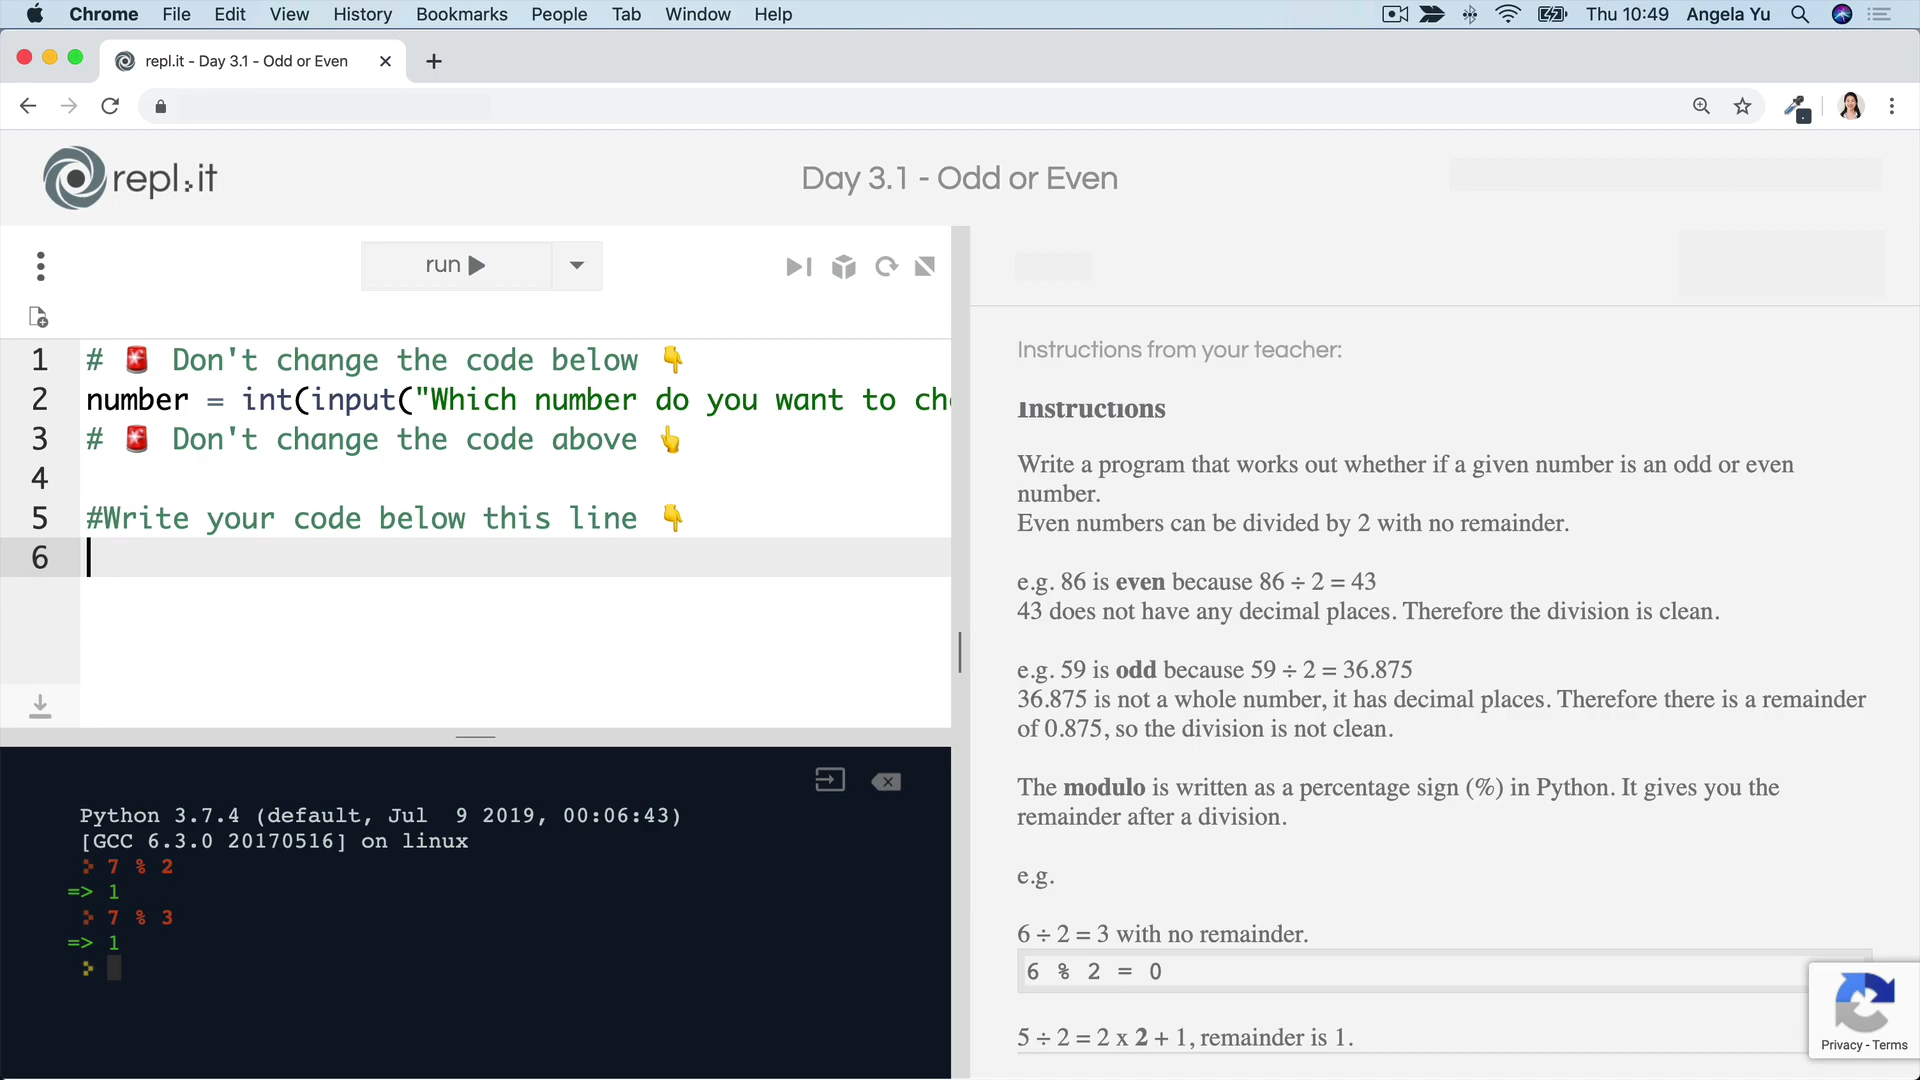 Chrome File Edit View History Bookmarks People Tab Window Help Thu 10:49 Angela Yu
repl.it - Day 3.1 - Odd or Even
repl.it
Day 3.1 - Odd or Even
run
1 # 🚨 Don't change the code below 👇
2 number = int(input("Which number do you want to che
3 # 🚨 Don't change the code above 👆
4
5 #Write your code below this line 👇
6
Python 3.7.4 (default, Jul  9 2019, 00:06:43)
[GCC 6.3.0 20170516] on linux
7 % 2
=> 1
7 % 3
=> 1
Instructions from your teacher:
Instructions
Write a program that works out whether if a given number is an odd or even
number.
Even numbers can be divided by 2 with no remainder.
e.g. 86 is even because 86 ÷ 2 = 43
43 does not have any decimal places. Therefore the division is clean.
e.g. 59 is odd because 59 ÷ 2 = 36.875
36.875 is not a whole number, it has decimal places. Therefore there is a remainder
of 0.875, so the division is not clean.
The modulo is written as a percentage sign (%) in Python. It gives you the
remainder after a division.
e.g.
6 ÷ 2 = 3 with no remainder.
6 % 2 = 0
5 ÷ 2 = 2 x 2 + 1, remainder is 1.
Privacy - Terms